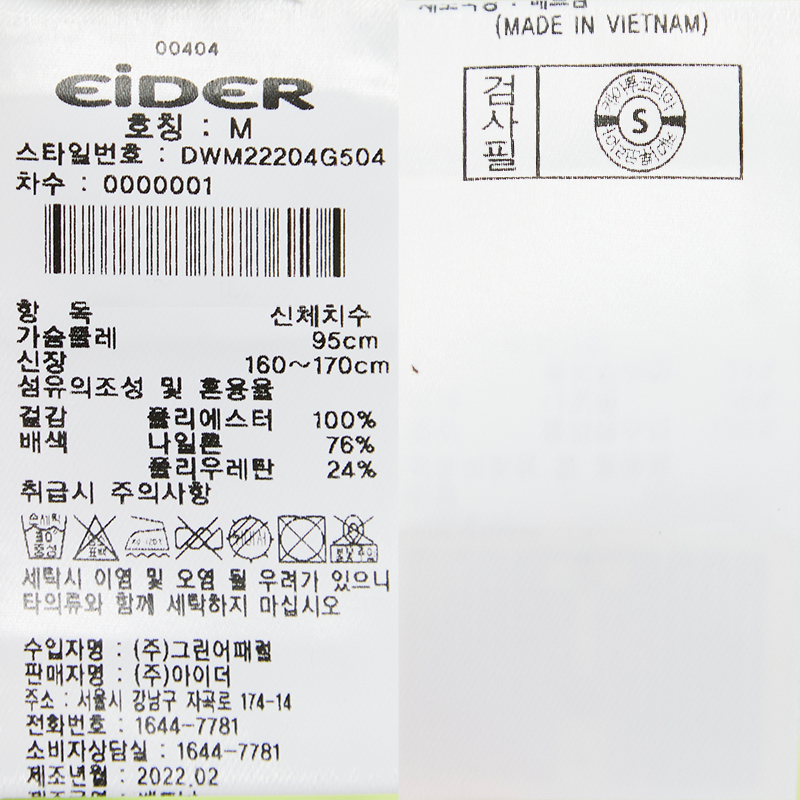 00404
EiDER
호칭 : M
스타일번호 : DWM22204G504
차수 : 0000001
항 목 신체치수
가슴둘레 95cm
신장 160~170cm
섬유의조성 및 혼용율
겉감 폴리에스터 100%
배색 나일론 76%
폴리우레탄 24%
취급시 주의사항
세탁시 이염 및 오염 될 우려가 있으니
타의류와 함께 세탁하지 마십시오
수입자명 : (주)그린어패럴
판매자명 : (주)아이더
주소 : 서울시 강남구 자곡로 174-14
전화번호 : 1644-7781
소비자상담실 : 1644-7781
제조년월 : 2022.02
제조국명 : 베트남
(MADE IN VIETNAM)
검사필
S